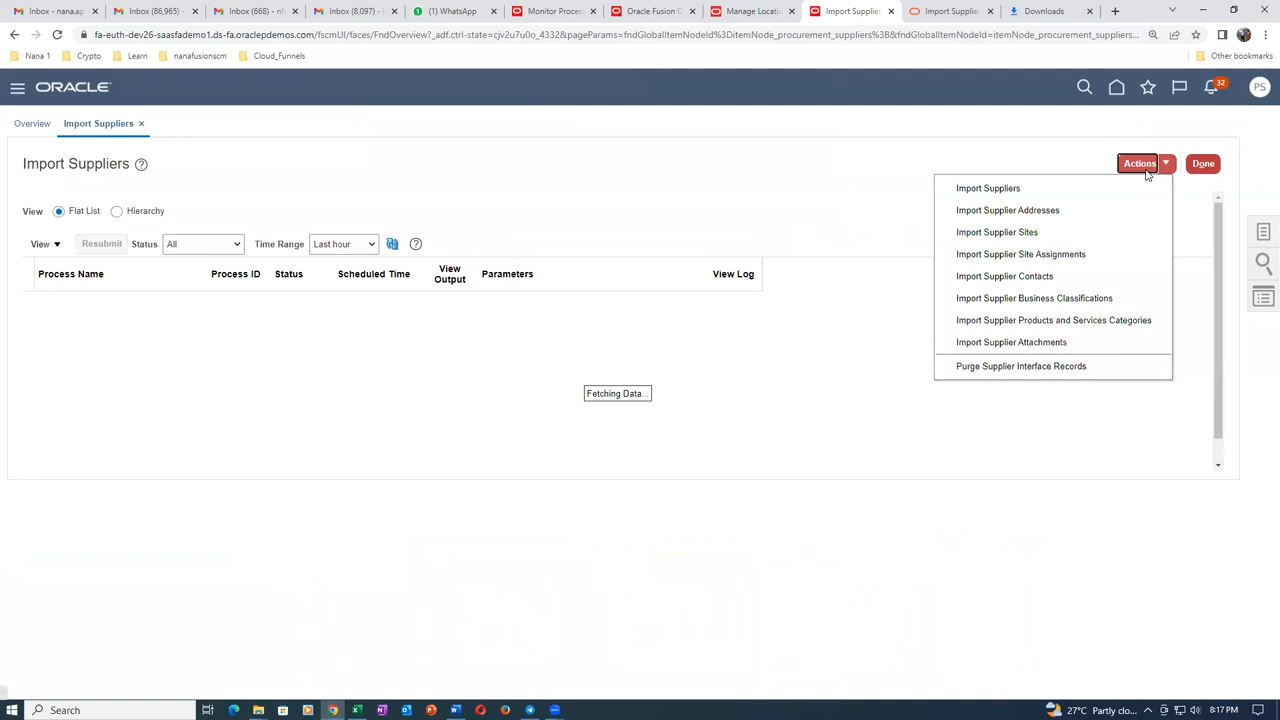 Inbox - nana.ap
Inbox (86,965) -
Inbox (668) - nf
Inbox (8,097) -
(1) WhatsApp
Monitor Proces
Oracle Fusion C
Manage Locatio
Import Supplier
Import Supplier
Downloads
fa-euth-dev26-saasfademo1.ds-fa.oraclepdemos.com/fscmUI/faces/FndOverview?_adf.ctrl-state=cjv2u7u0o_4332&pageParams=fndGlobalItemNodeId%3DitemNode_procurement_suppliers%3B&fndGlobalItemNodeId=itemNode_procurement_suppliers...
Nana 1
Crypto
Learn
nanafusionscm
Cloud_Funnels
Other bookmarks
ORACLE
32
PS
Overview
Import Suppliers
Import Suppliers
Actions
Done
Import Suppliers
Import Supplier Addresses
Import Supplier Sites
Import Supplier Site Assignments
Import Supplier Contacts
Import Supplier Business Classifications
Import Supplier Products and Services Categories
Import Supplier Attachments
Purge Supplier Interface Records
View Flat List Hierarchy
View Resubmit Status All Time Range Last hour
Process Name Process ID Status Scheduled Time View Output Parameters View Log
Fetching Data...
Search
27°C Partly clo...
8:17 PM